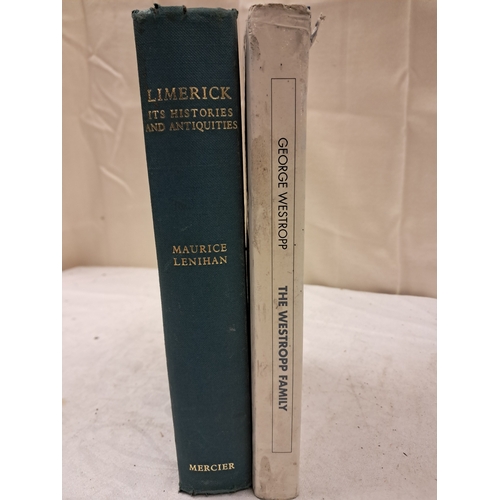 LIMERICK
ITS HISTORIES
AND ANTIQUITIES
MAURICE
LENIHAN
MERCIER
GEORGE WESTROPP
THE WESTROPP FAMILY